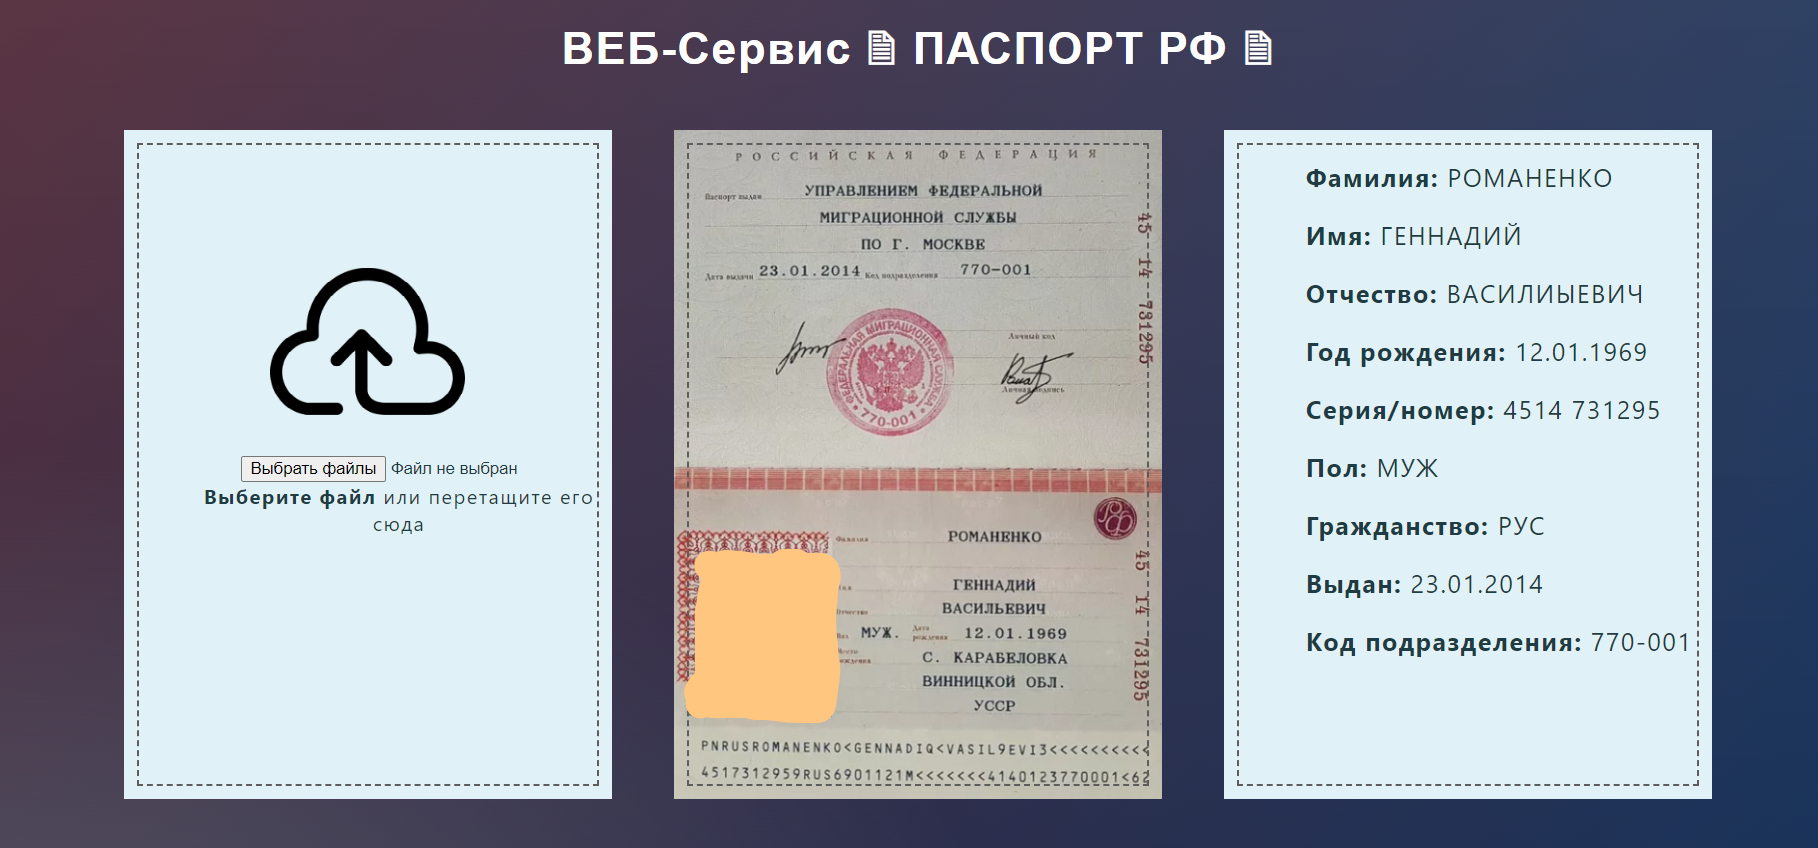 ВЕБ-Сервис 🗎 ПАСПОРТ РФ 🗎
Выбрать файлы Файл не выбран
Выберите файл или перетащите его
сюда
РОССИЙСКАЯ ФЕДЕРАЦИЯ
Паспорт выдан УПРАВЛЕНИЕМ ФЕДЕРАЛЬНОЙ
МИГРАЦИОННОЙ СЛУЖБЫ
ПО Г. МОСКВЕ
Дата выдачи 23.01.2014 Код подразделения 770-001
45 14 731295
Личный код
Личная подпись
ФЕДЕРАЛЬНАЯ МИГРАЦИОННАЯ СЛУЖБА
770-001
РФ
Фамилия РОМАНЕНКО
Имя ГЕННАДИЙ
Отчество ВАСИЛЬЕВИЧ
Пол МУЖ. Дата рождения 12.01.1969
Место рождения С. КАРАБЕЛОВКА
ВИННИЦКОЙ ОБЛ.
УССР
45 14 731295
PNRUSROMANENKO<GENNADIQ<VASIL9EVI3<<<<<<<<<<
4517312959RUS6901121M<<<<<<<4140123770001<62
Фамилия: РОМАНЕНКО
Имя: ГЕННАДИЙ
Отчество: ВАСИЛИЫЕВИЧ
Год рождения: 12.01.1969
Серия/номер: 4514 731295
Пол: МУЖ
Гражданство: РУС
Выдан: 23.01.2014
Код подразделения: 770-001